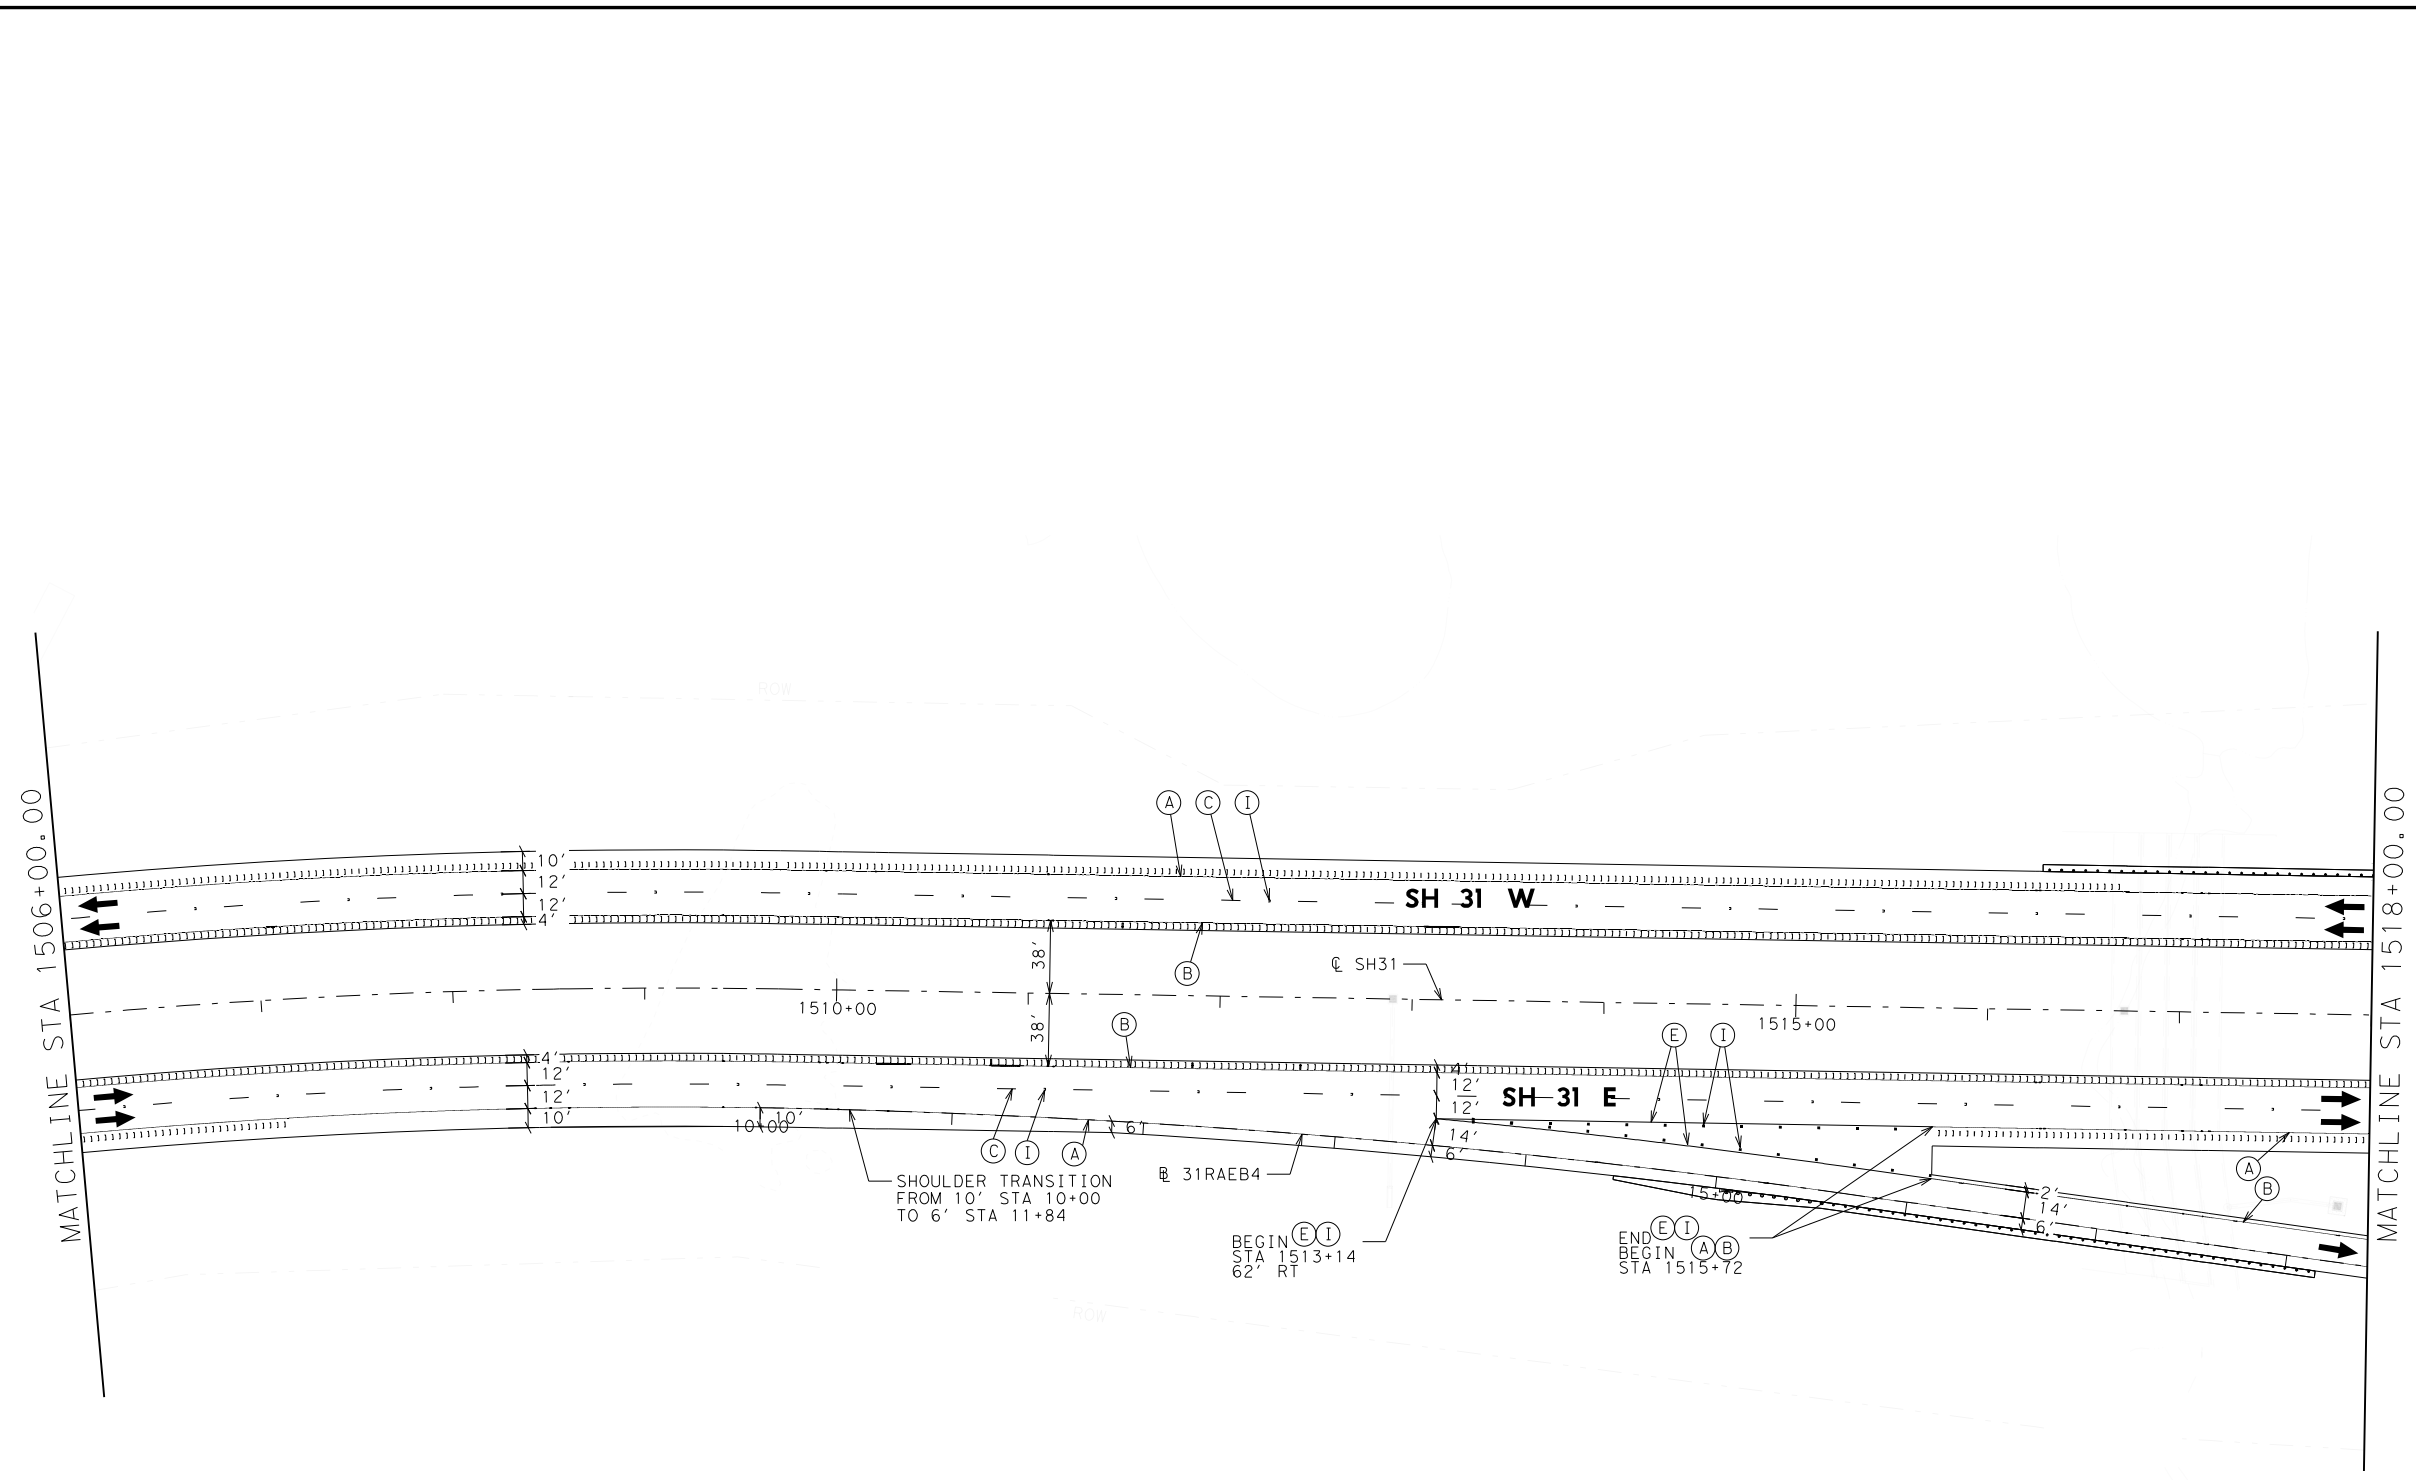 ROW
MATCHLINE STA 1506+00.00
MATCHLINE STA 1518+00.00
A C I
10'
12'
12'
4'
SH 31 W
38'
B
℄ SH31
1510+00
38'
B
1515+00
E I
4'
12'
12'
10'
10'
10+00
4'
12'
12'
SH 31 E
6'
14'
6'
C I A
A
B
SHOULDER TRANSITION
FROM 10' STA 10+00
TO 6' STA 11+84
BL 31RAEB4
15+00
2'
14'
6'
BEGIN E I
STA 1513+14
62' RT
END E I
BEGIN A B
STA 1515+72
ROW